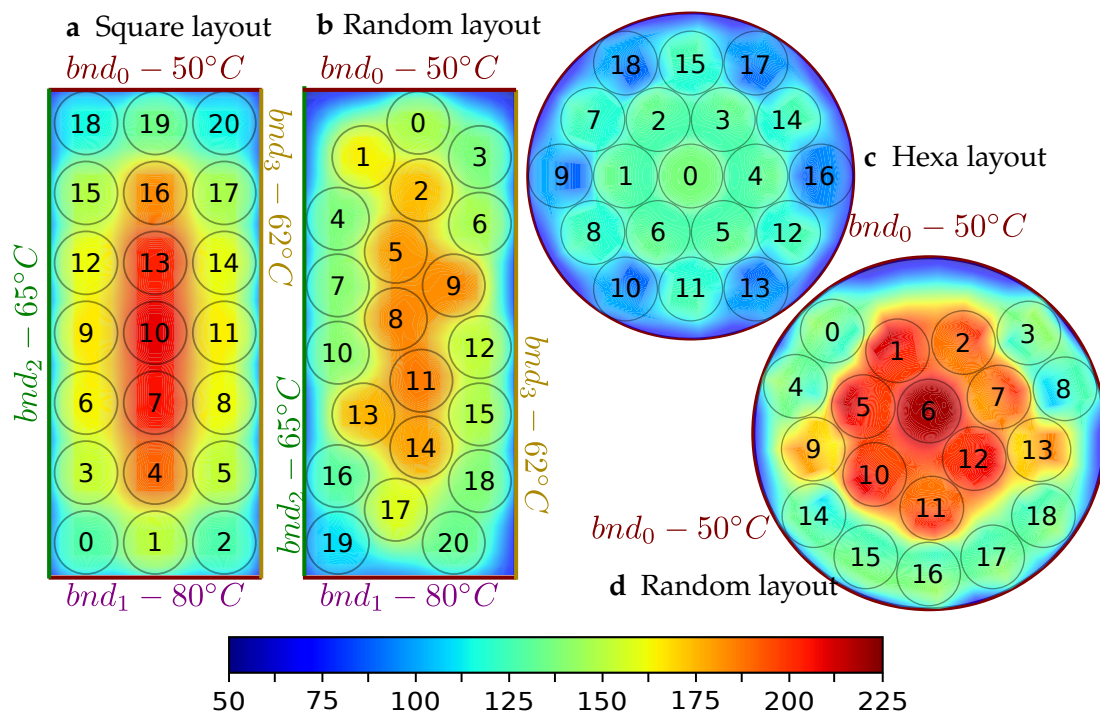 a Square layout
bnd0 − 50°C
18 19 20
15 16 17
12 13 14
9 10 11
6 7 8
3 4 5
0 1 2
bnd2 − 65°C
bnd3 − 62°C
bnd1 − 80°C
b Random layout
bnd0 − 50°C
0
1
3
2
4
6
5
7
9
8
10
12
11
13
15
14
16
18
17
19
20
bnd2 − 65°C
bnd3 − 62°C
bnd1 − 80°C
18 15 17
7 2 3 14
9 1 0 4 16
8 6 5 12
10 11 13
c Hexa layout
bnd0 − 50°C
0
3
1
2
4
8
5
6
7
9
13
10
12
11
14
18
15
17
16
bnd0 − 50°C
d Random layout
50 75 100 125 150 175 200 225